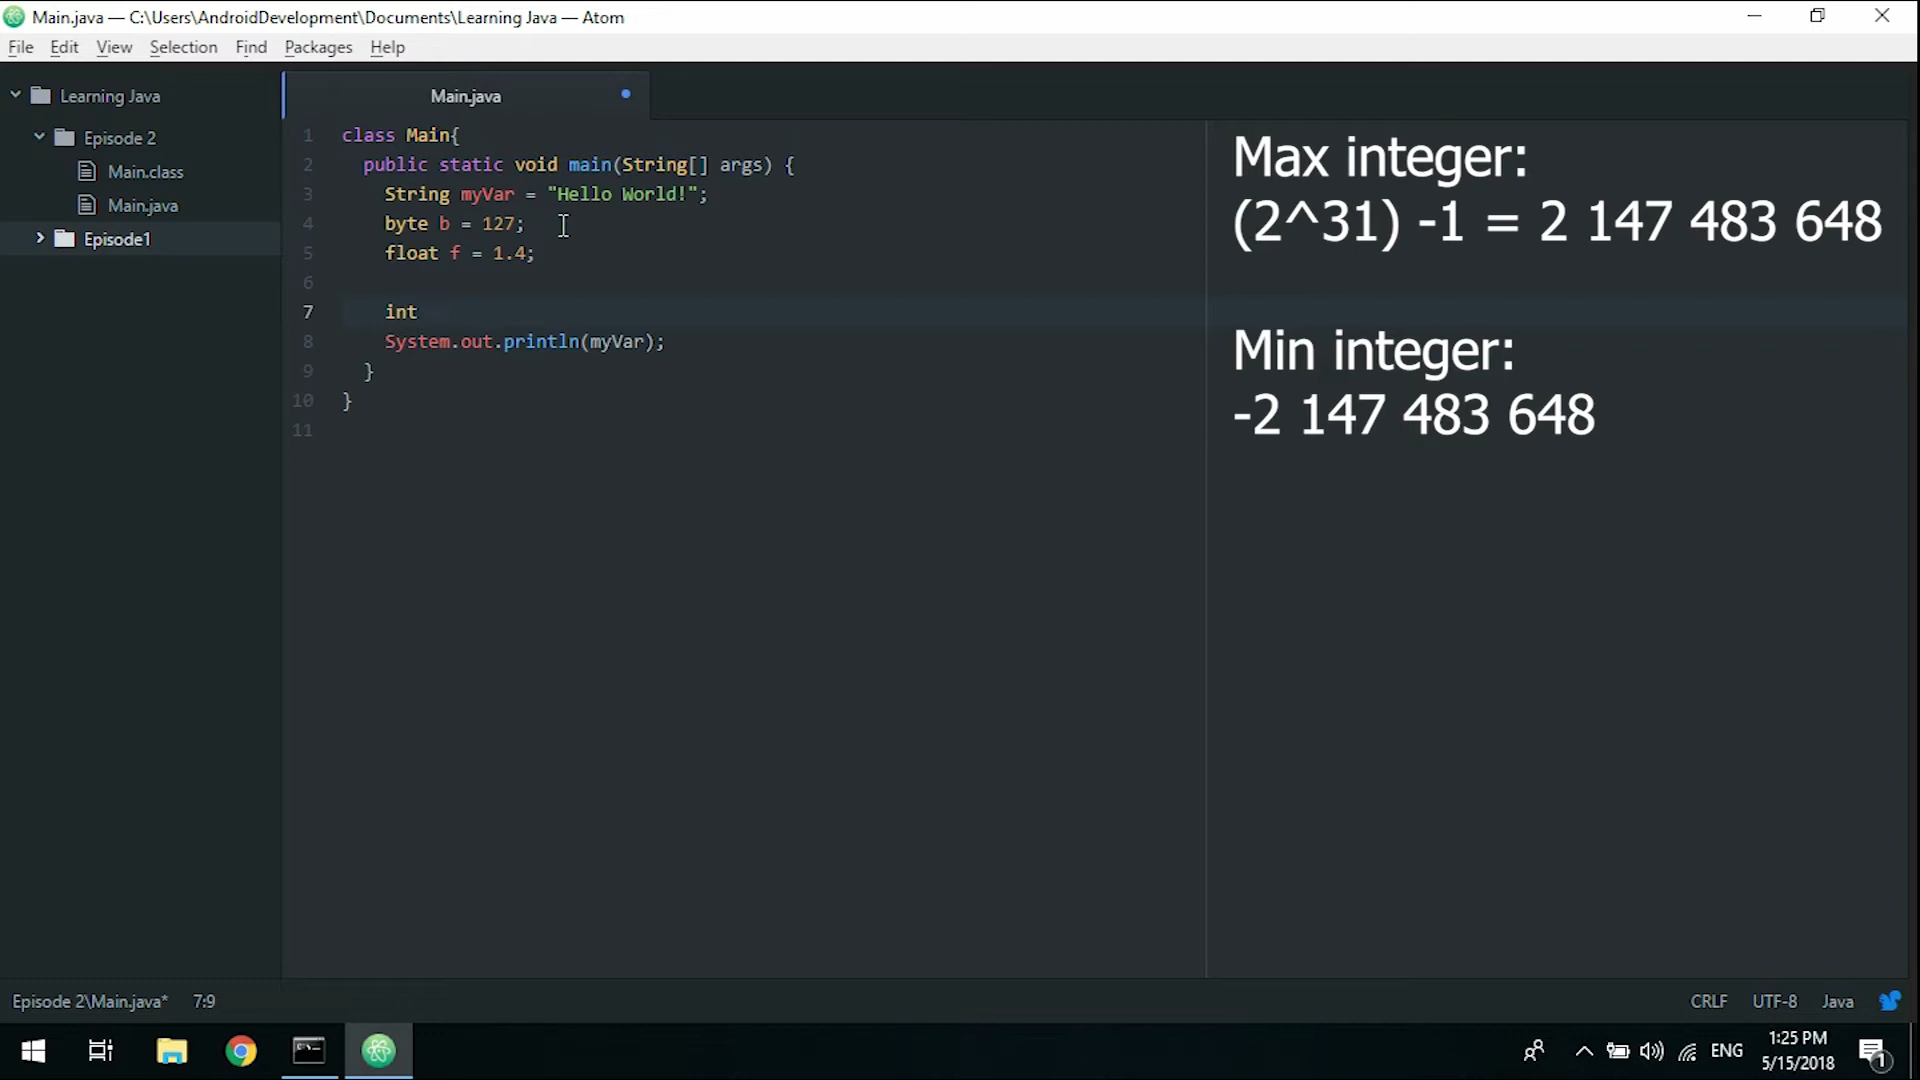 Main.java — C:\Users\AndroidDevelopment\Documents\Learning Java — Atom
File Edit View Selection Find Packages Help
Learning Java
Episode 2
Main.class
Main.java
Episode1
Main.java
1 class Main{
2 public static void main(String[] args) {
3 String myVar = "Hello World!";
4 byte b = 127;
5 float f = 1.4;
6
7 int
8 System.out.println(myVar);
9 }
10 }
11
Max integer:
(2^31) -1 = 2 147 483 648
Min integer:
-2 147 483 648
Episode 2\Main.java* 7:9 CRLF UTF-8 Java
ENG
1:25 PM
5/15/2018
1